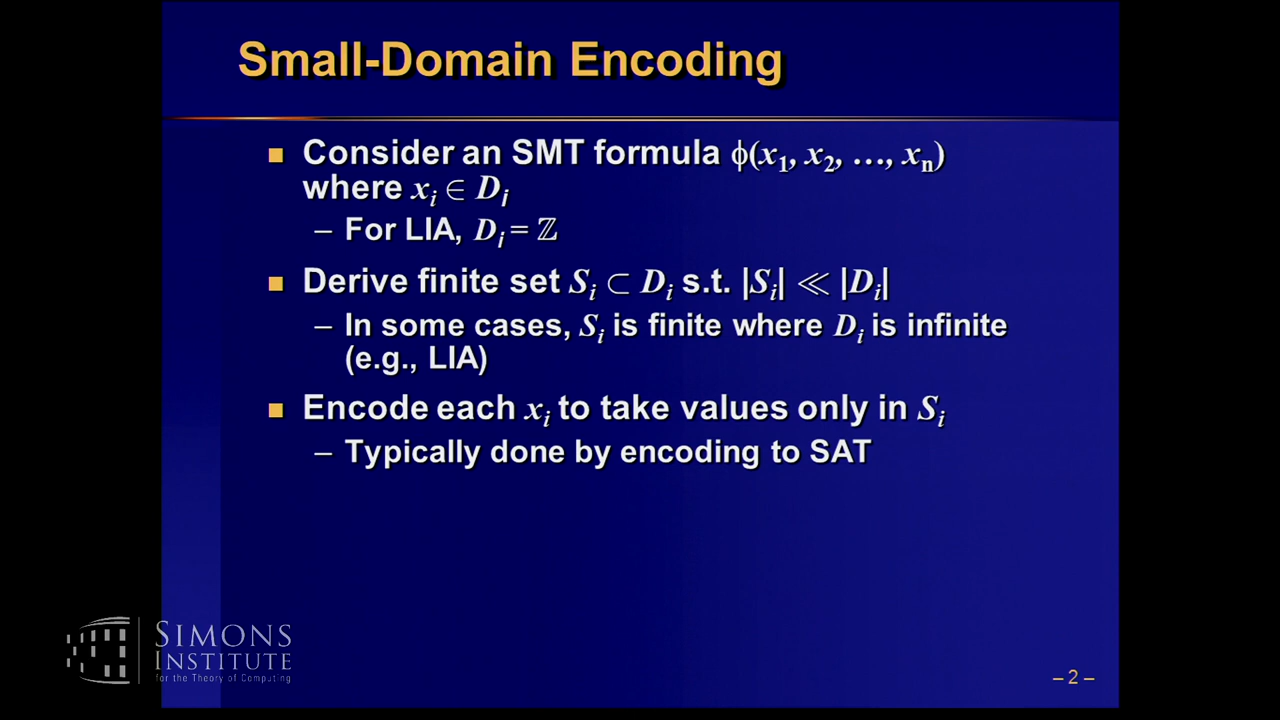 Small-Domain Encoding
Consider an SMT formula ϕ(x₁, x₂, …, xₙ)
where xᵢ ∈ Dᵢ
– For LIA, Dᵢ = ℤ
Derive finite set Sᵢ ⊂ Dᵢ s.t. |Sᵢ| ≪ |Dᵢ|
– In some cases, Sᵢ is finite where Dᵢ is infinite
(e.g., LIA)
Encode each xᵢ to take values only in Sᵢ
– Typically done by encoding to SAT
SIMONS
INSTITUTE
for the Theory of Computing
– 2 –